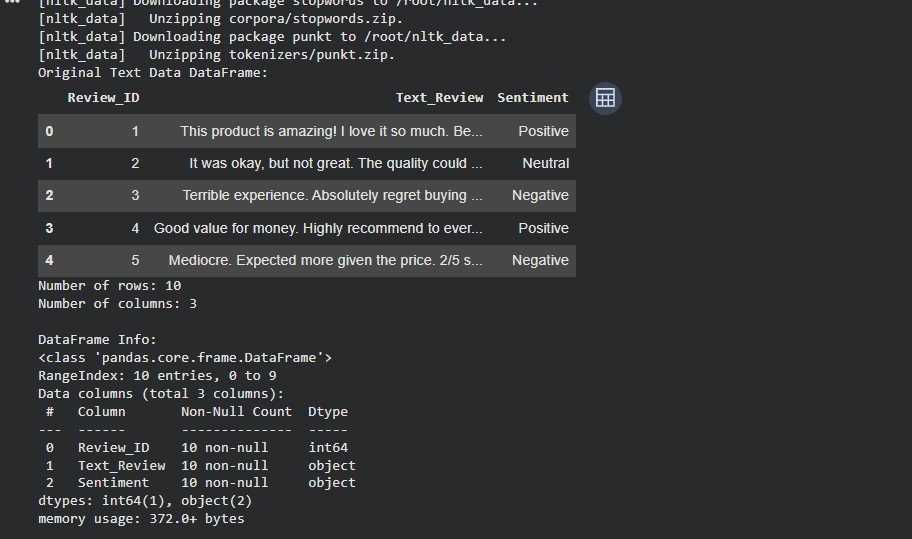 [nltk_data] Downloading package stopwords to /root/nltk_data...
[nltk_data]   Unzipping corpora/stopwords.zip.
[nltk_data] Downloading package punkt to /root/nltk_data...
[nltk_data]   Unzipping tokenizers/punkt.zip.
Original Text Data DataFrame:
Review_ID Text_Review Sentiment
0 1 This product is amazing! I love it so much. Be... Positive
1 2 It was okay, but not great. The quality could ... Neutral
2 3 Terrible experience. Absolutely regret buying ... Negative
3 4 Good value for money. Highly recommend to ever... Positive
4 5 Mediocre. Expected more given the price. 2/5 s... Negative
Number of rows: 10
Number of columns: 3
DataFrame Info:
<class 'pandas.core.frame.DataFrame'>
RangeIndex: 10 entries, 0 to 9
Data columns (total 3 columns):
 #   Column       Non-Null Count  Dtype
---  ------       --------------  -----
 0   Review_ID    10 non-null     int64
 1   Text_Review  10 non-null     object
 2   Sentiment    10 non-null     object
dtypes: int64(1), object(2)
memory usage: 372.0+ bytes